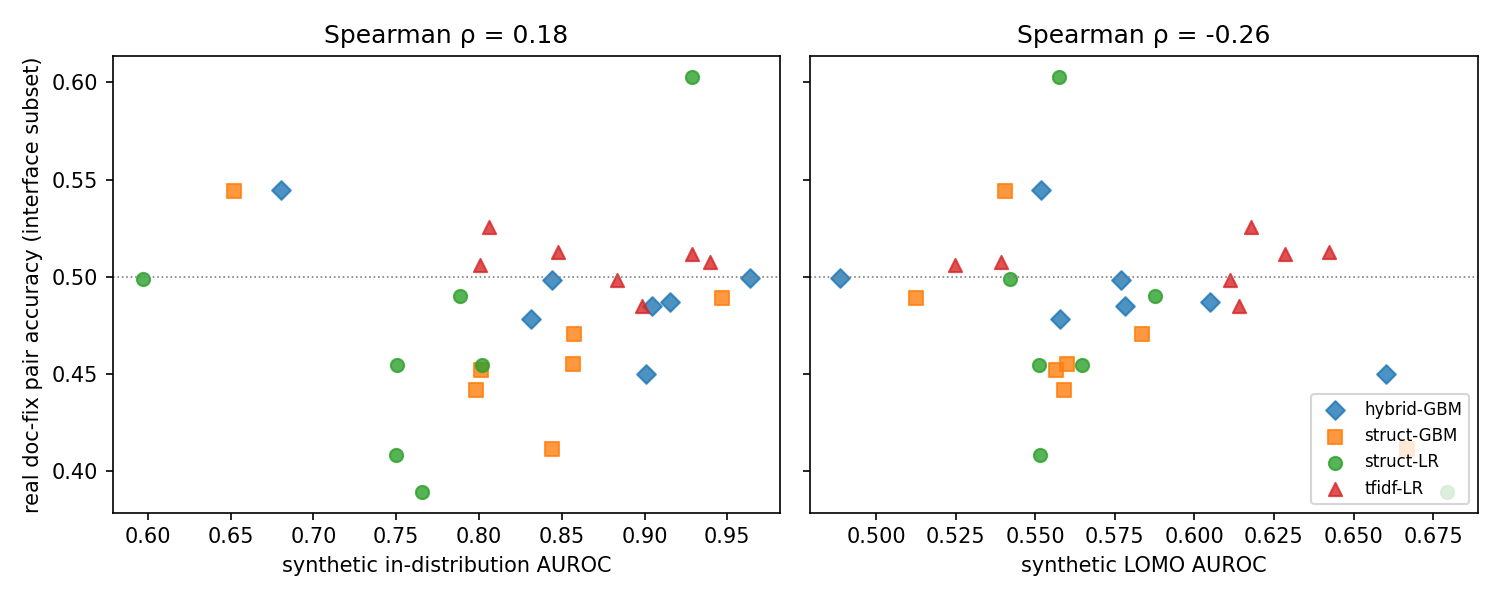 Spearman ρ = 0.18
Spearman ρ = -0.26
real doc-fix pair accuracy (interface subset)
0.60
0.55
0.50
0.45
0.40
0.60 0.65 0.70 0.75 0.80 0.85 0.90 0.95
synthetic in-distribution AUROC
hybrid-GBM
struct-GBM
struct-LR
tfidf-LR
0.500 0.525 0.550 0.575 0.600 0.625 0.650 0.675
synthetic LOMO AUROC